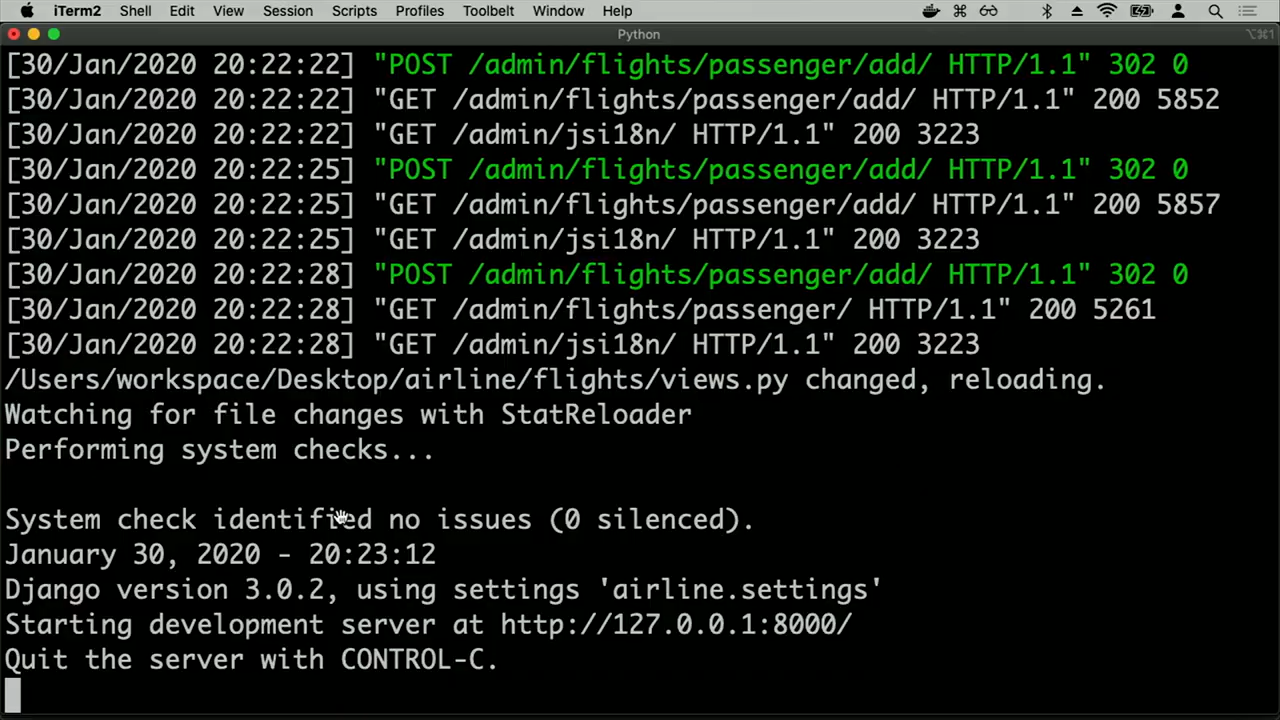 iTerm2 Shell Edit View Session Scripts Profiles Toolbelt Window Help
Python
⌥⌘1
[30/Jan/2020 20:22:22] "POST /admin/flights/passenger/add/ HTTP/1.1" 302 0
[30/Jan/2020 20:22:22] "GET /admin/flights/passenger/add/ HTTP/1.1" 200 5852
[30/Jan/2020 20:22:22] "GET /admin/jsi18n/ HTTP/1.1" 200 3223
[30/Jan/2020 20:22:25] "POST /admin/flights/passenger/add/ HTTP/1.1" 302 0
[30/Jan/2020 20:22:25] "GET /admin/flights/passenger/add/ HTTP/1.1" 200 5857
[30/Jan/2020 20:22:25] "GET /admin/jsi18n/ HTTP/1.1" 200 3223
[30/Jan/2020 20:22:28] "POST /admin/flights/passenger/add/ HTTP/1.1" 302 0
[30/Jan/2020 20:22:28] "GET /admin/flights/passenger/ HTTP/1.1" 200 5261
[30/Jan/2020 20:22:28] "GET /admin/jsi18n/ HTTP/1.1" 200 3223
/Users/workspace/Desktop/airline/flights/views.py changed, reloading.
Watching for file changes with StatReloader
Performing system checks...
System check identified no issues (0 silenced).
January 30, 2020 - 20:23:12
Django version 3.0.2, using settings 'airline.settings'
Starting development server at http://127.0.0.1:8000/
Quit the server with CONTROL-C.